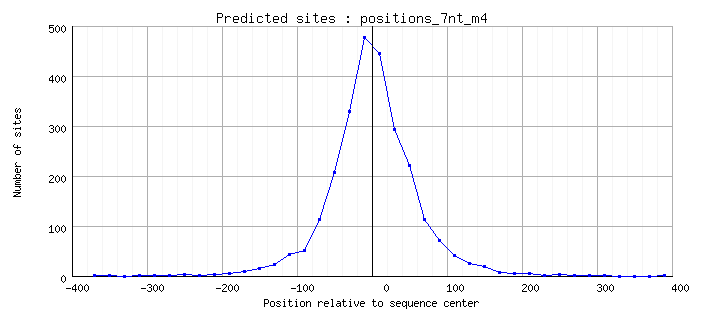 Predicted sites : positions_7nt_m4
500
400
300
200
100
0
Number of sites
-400 -300 -200 -100 0 100 200 300 400
Position relative to sequence center